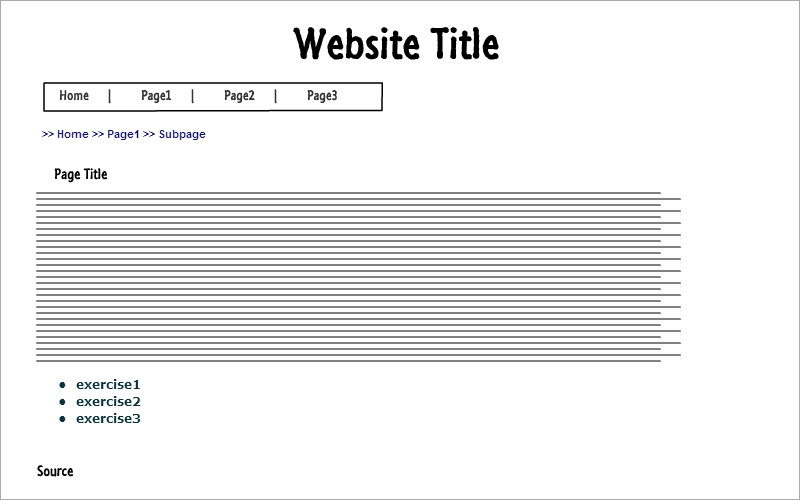 Website Title
Home | Page1 | Page2 | Page3
>> Home >> Page1 >> Subpage
Page Title
• exercise1
• exercise2
• exercise3
Source